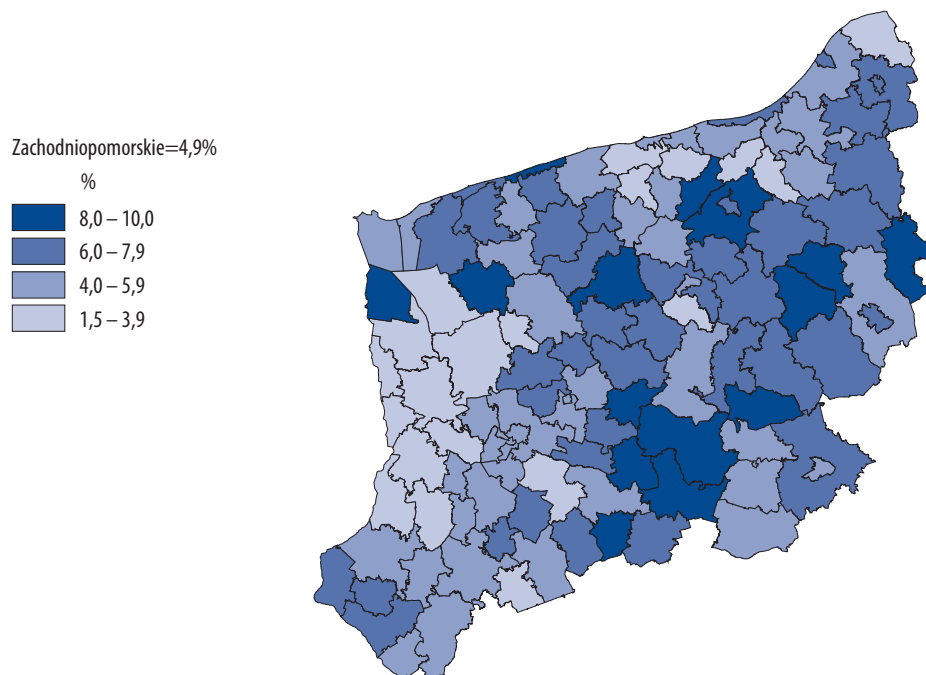 Zachodniopomorskie=4,9%
%
8,0 – 10,0
6,0 – 7,9
4,0 – 5,9
1,5 – 3,9